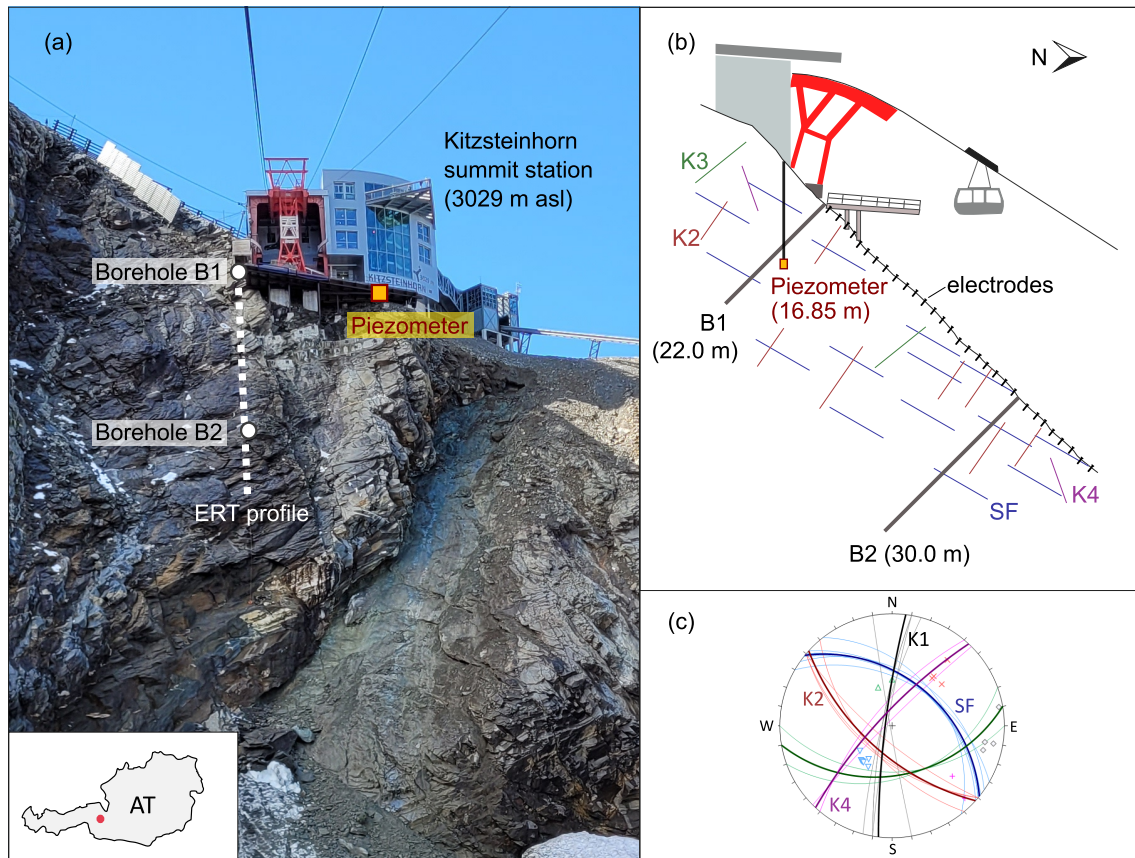 (a)
Kitzsteinhorn
summit station
(3029 m asl)
Borehole B1
KITZSTEINHORN
Piezometer
Borehole B2
ERT profile
AT
(b)
N
K3
K2
electrodes
Piezometer
(16.85 m)
B1
(22.0 m)
K4
SF
B2 (30.0 m)
(c)
N
K1
K2
SF
W
E
K4
S